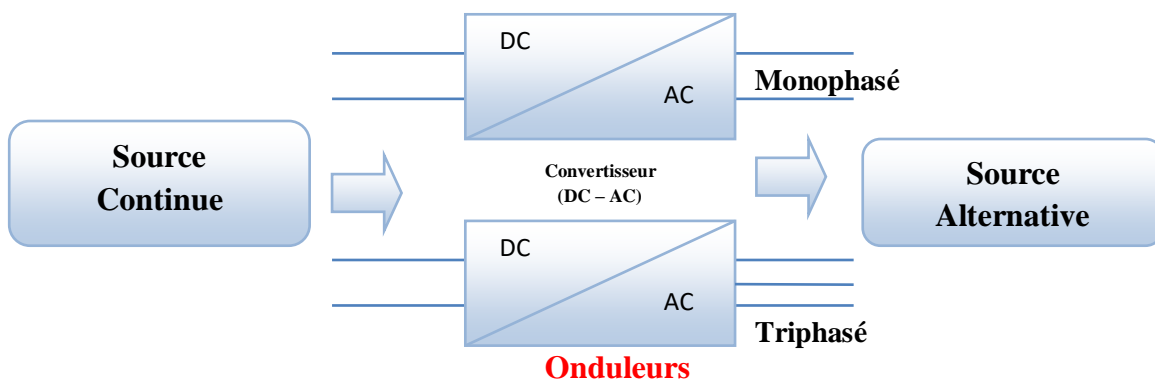 DC
AC
Monophasé
Source
Continue
Convertisseur
(DC – AC)
Source
Alternative
DC
AC
Triphasé
Onduleurs